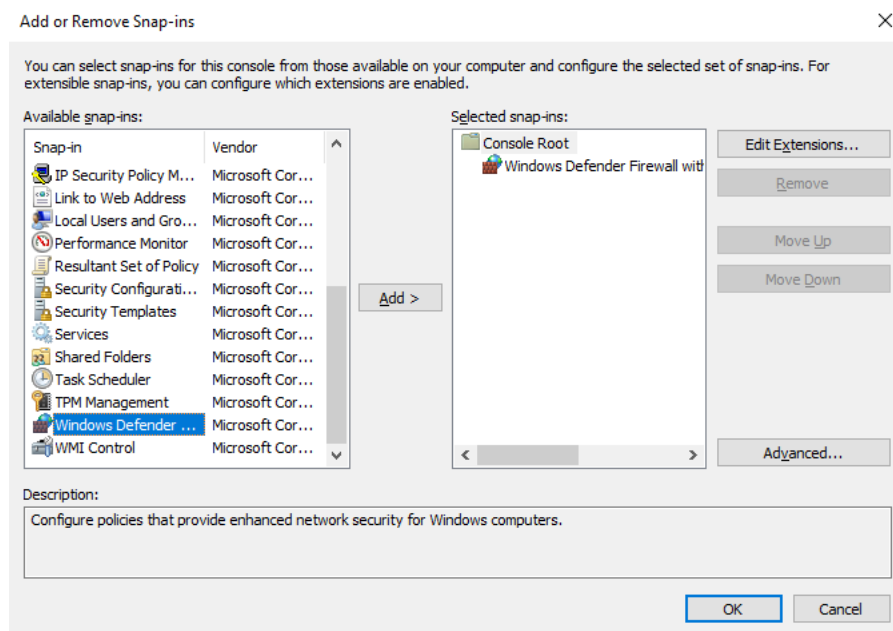 Add or Remove Snap-ins
You can select snap-ins for this console from those available on your computer and configure the selected set of snap-ins. For
extensible snap-ins, you can configure which extensions are enabled.
Available snap-ins:
Snap-in Vendor
IP Security Policy M... Microsoft Cor...
Link to Web Address Microsoft Cor...
Local Users and Gro... Microsoft Cor...
Performance Monitor Microsoft Cor...
Resultant Set of Policy Microsoft Cor...
Security Configurati... Microsoft Cor...
Security Templates Microsoft Cor...
Services Microsoft Cor...
Shared Folders Microsoft Cor...
Task Scheduler Microsoft Cor...
TPM Management Microsoft Cor...
Windows Defender ... Microsoft Cor...
WMI Control Microsoft Cor...
Add >
Selected snap-ins:
Console Root
Windows Defender Firewall with
Edit Extensions...
Remove
Move Up
Move Down
Advanced...
Description:
Configure policies that provide enhanced network security for Windows computers.
OK
Cancel